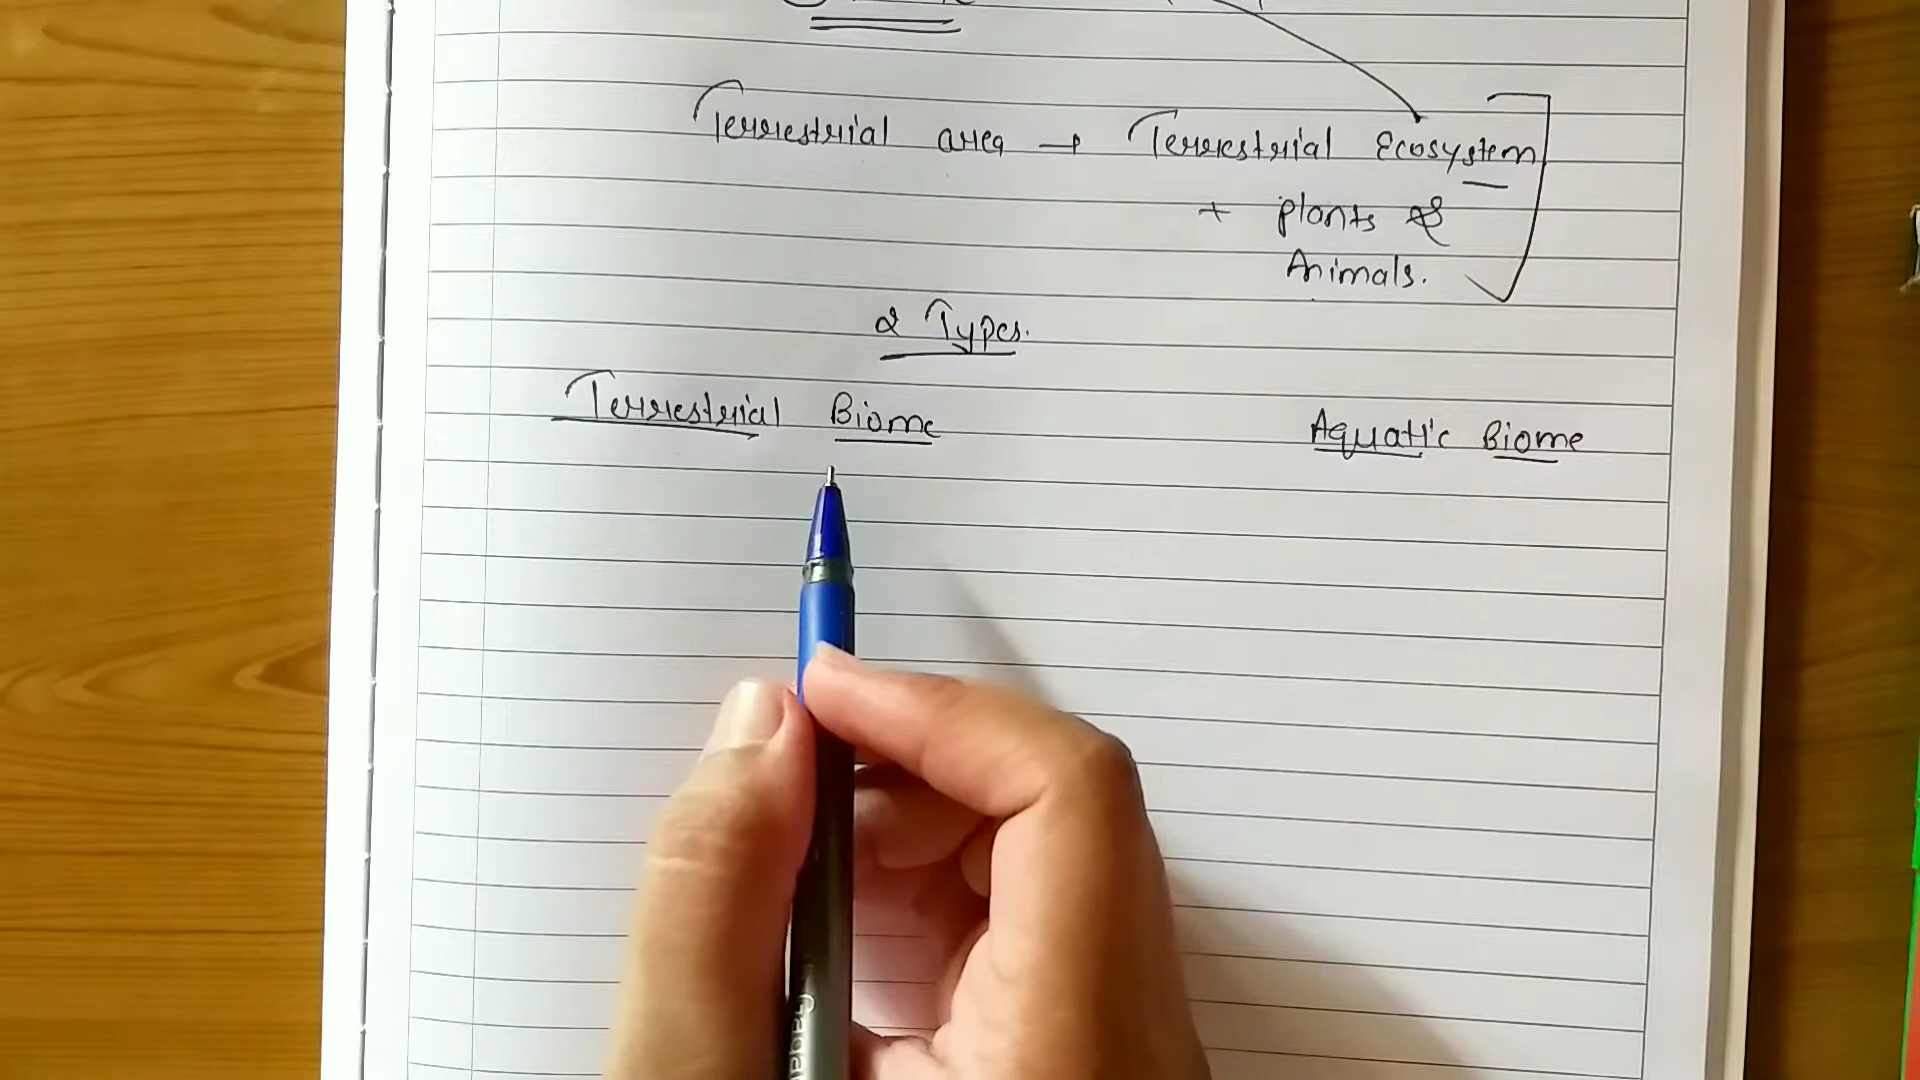 Terrestrial area → Terrestrial Ecosystem
+ plants &
Animals.
2 Types.
Terrestrial Biome Aquatic Biome